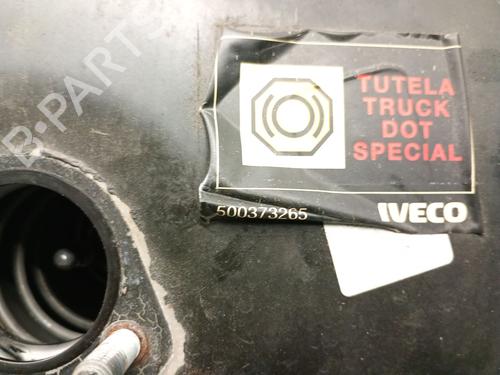 B-PARTS
TUTELA
TRUCK
DOT
SPECIAL
500373265
IVECO